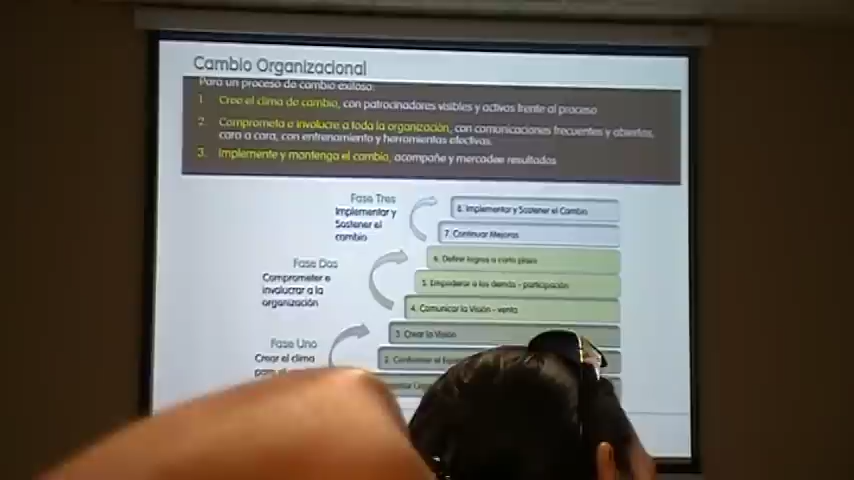 Cambio Organizacional
Para un proceso de cambio exitoso:
1. Cree el clima de cambio, con patrocinadores visibles y activos frente al proceso
2. Comprometa e involucre a toda la organización, con comunicaciones frecuentes y abiertas,
cara a cara, con entrenamiento y herramientas efectivas.
3. Implemente y mantenga el cambio, acompañe y mercadee resultados
Fase Tres
Implementar y
Sostener el
cambio
8. Implementar y Sostener el Cambio
7. Continuar Mejoras
Fase Dos
Comprometer e
involucrar a la
organización
6. Definir logros a corto plazo
5. Empoderar a los demás - participación
4. Comunicar la Visión - venta
Fase Uno
Crear el clima
3. Crear la Visión
2. Conformar el